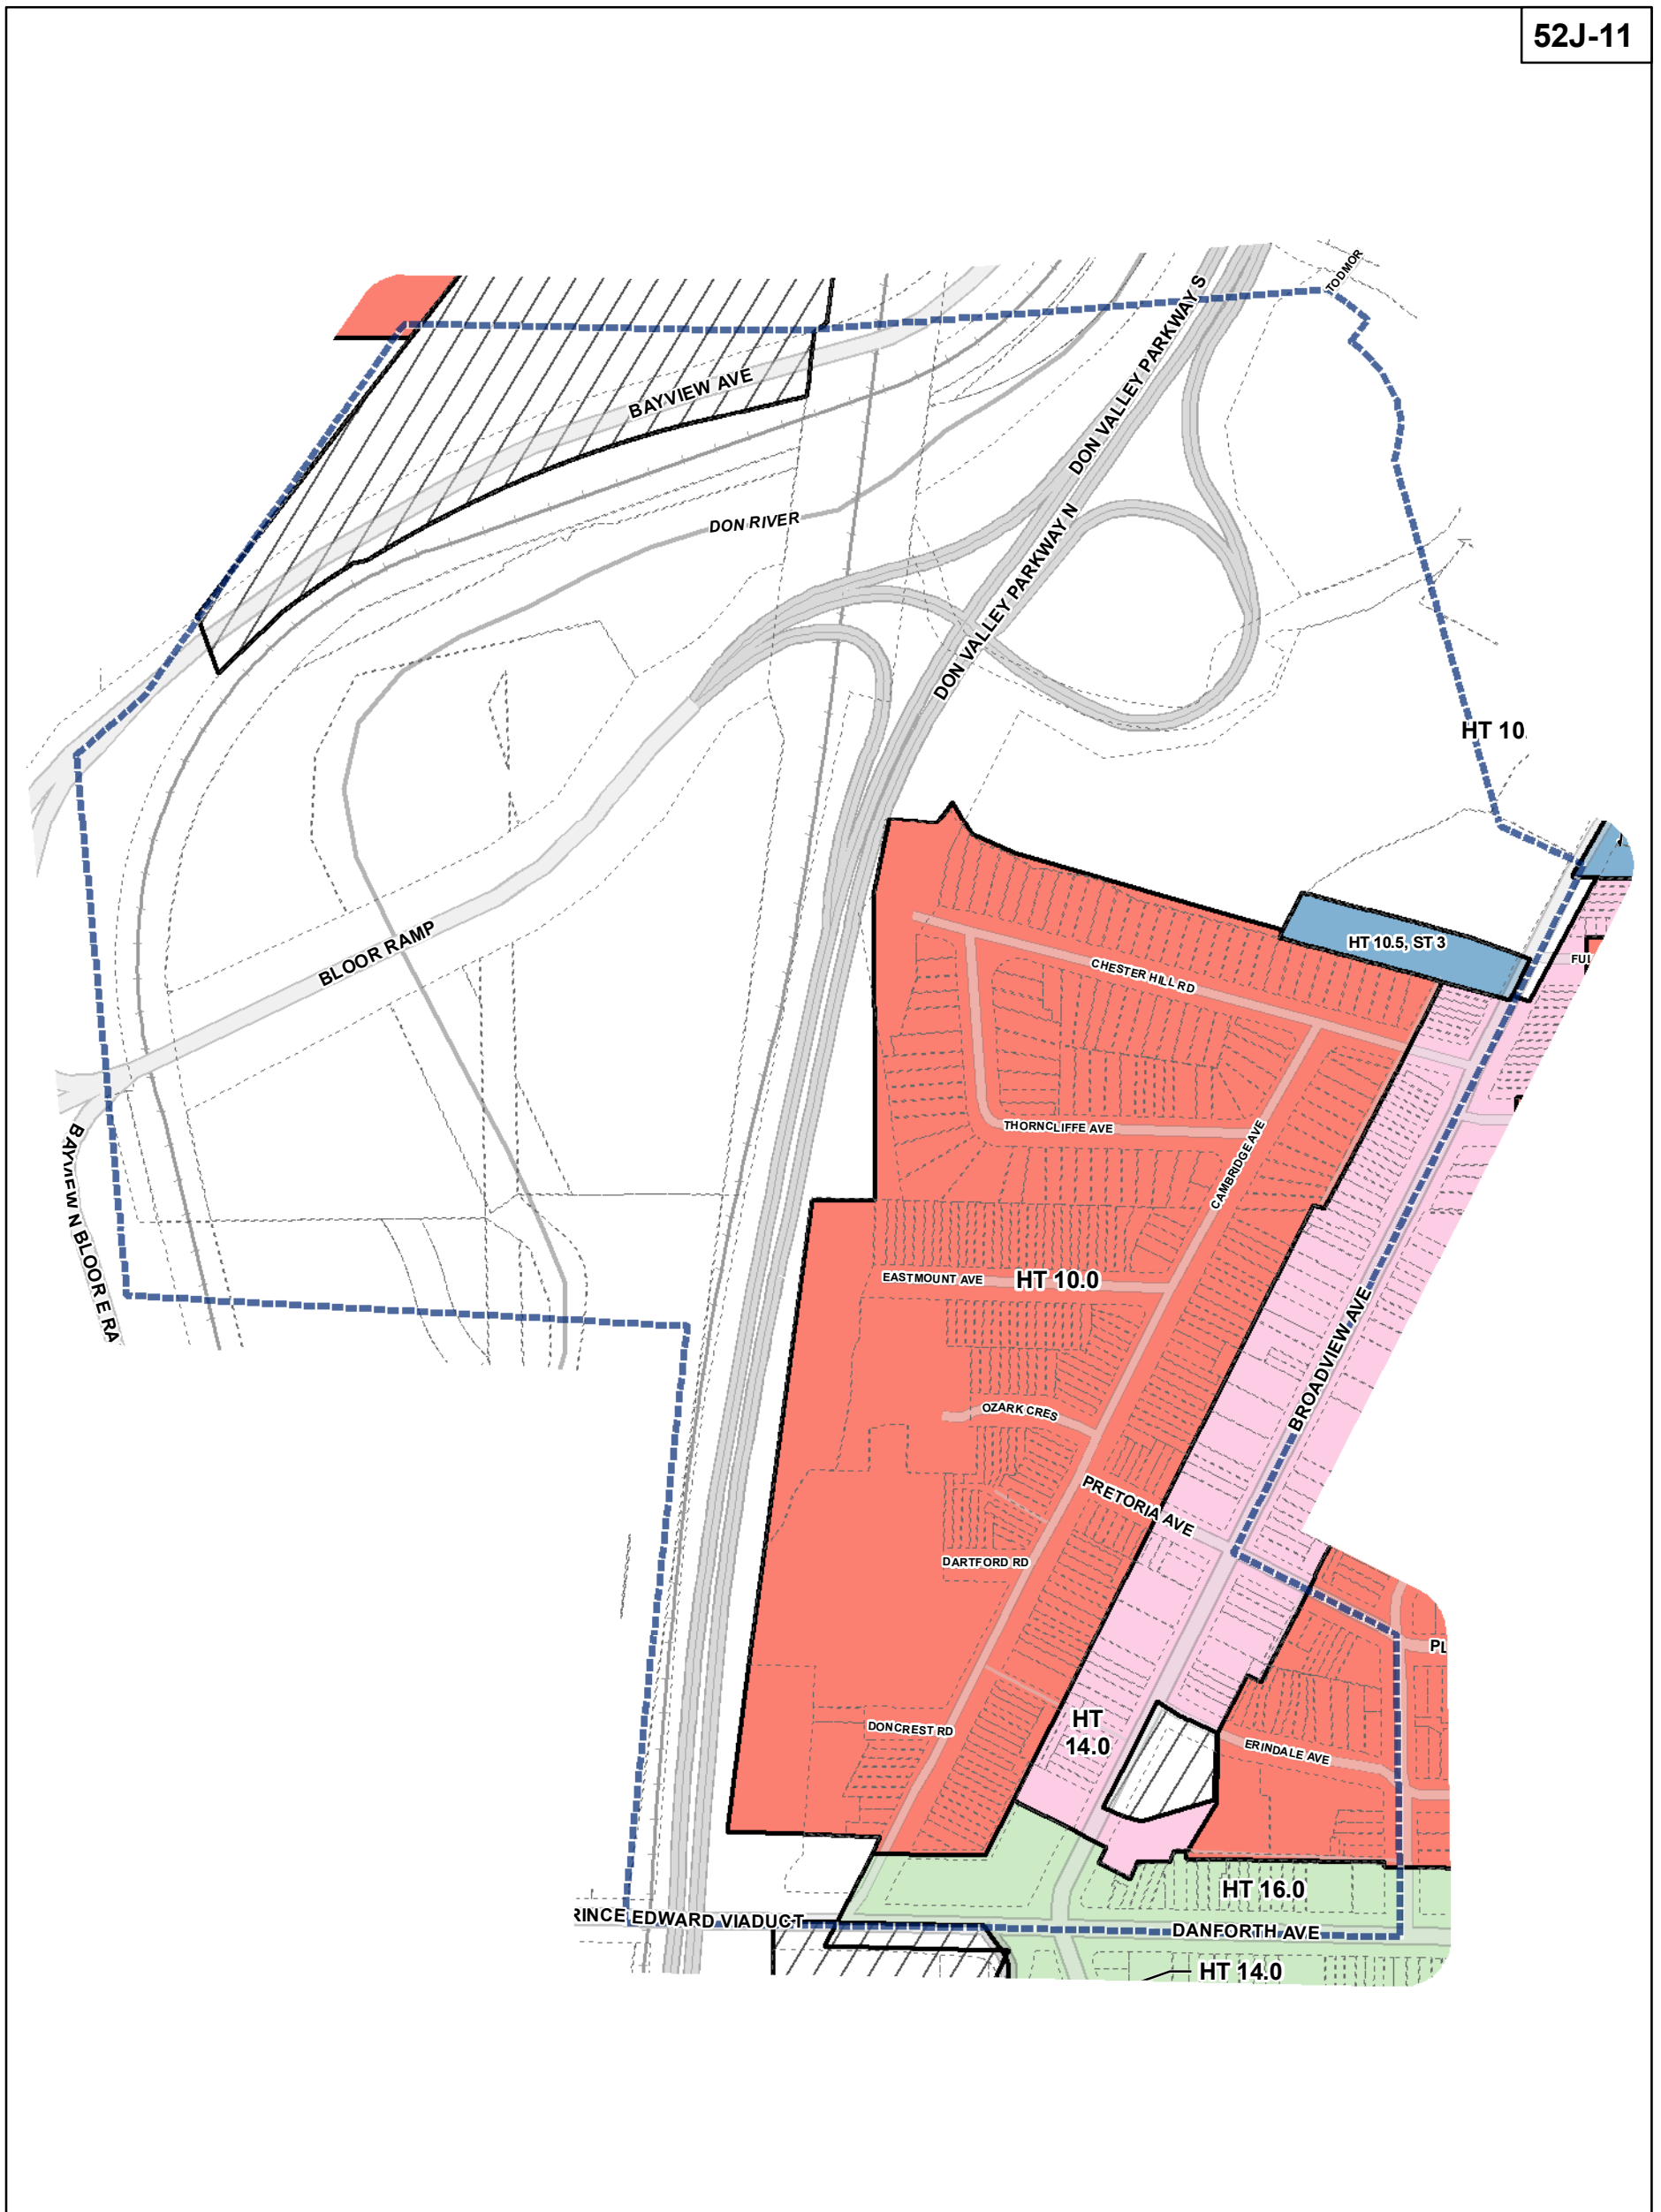 52J-11
TODMOR
DON VALLEY PARKWAY S
BAYVIEW AVE
DON RIVER
DON VALLEY PARKWAY N
HT 10.
BLOOR RAMP
HT 10.5, ST 3
FUL
CHESTER HILL RD
THORNCLIFFE AVE
CAMBRIDGE AVE
BAYVIEW N BLOOR E RA
EASTMOUNT AVE
HT 10.0
BROADVIEW AVE
OZARK CRES
PRETORIA AVE
DARTFORD RD
PL
HT
14.0
DONCREST RD
ERINDALE AVE
HT 16.0
RINCE EDWARD VIADUCT
DANFORTH AVE
HT 14.0